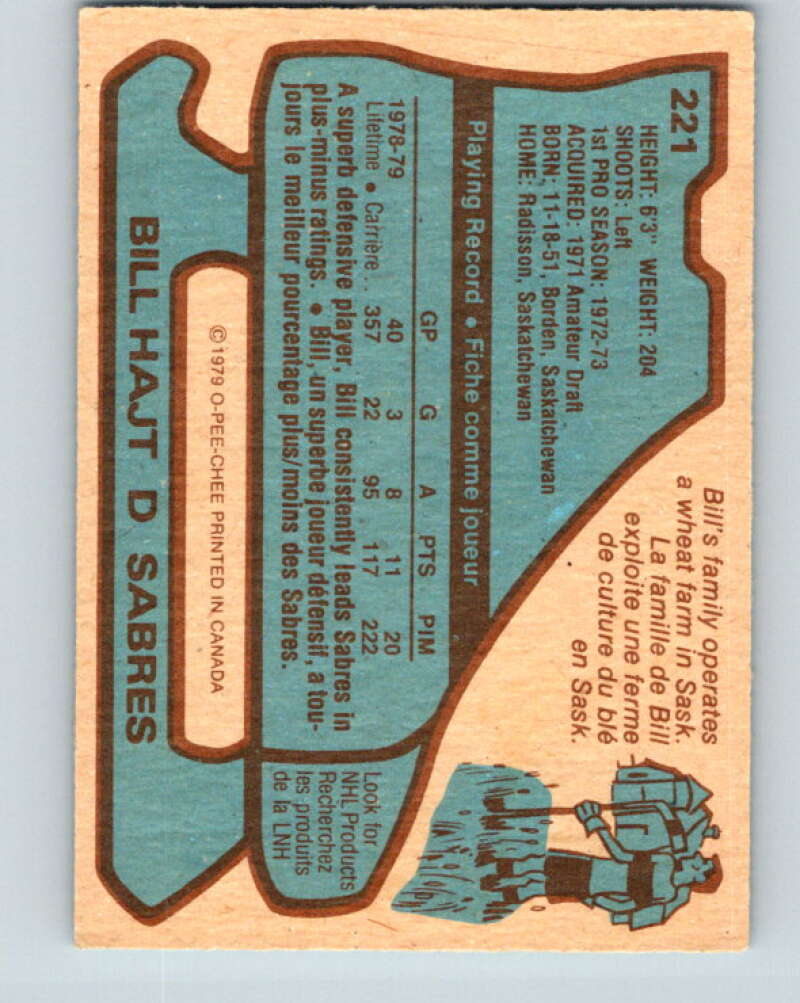 221
HEIGHT: 6'3" WEIGHT: 204
SHOOTS: Left
1st PRO SEASON: 1972-73
ACQUIRED: 1971 Amateur Draft
BORN: 11-18-51, Borden, Saskatchewan
HOME: Radisson, Saskatchewan
Bill's family operates
a wheat farm in Sask.
La famille de Bill
exploite une ferme
de culture du blé
en Sask.
Playing Record • Fiche comme joueur
GP G A PTS PIM
1978-79 40 3 8 11 20
Lifetime • Carrière... 357 22 95 117 222
A superb defensive player, Bill consistently leads Sabres in
plus-minus ratings. • Bill, un superbe joueur défensif, a tou-
jours le meilleur pourcentage plus/moins des Sabres.
Look for
NHL Products
Recherchez
les produits
de la LNH
© 1979 O-PEE-CHEE PRINTED IN CANADA
BILL HAJT D SABRES